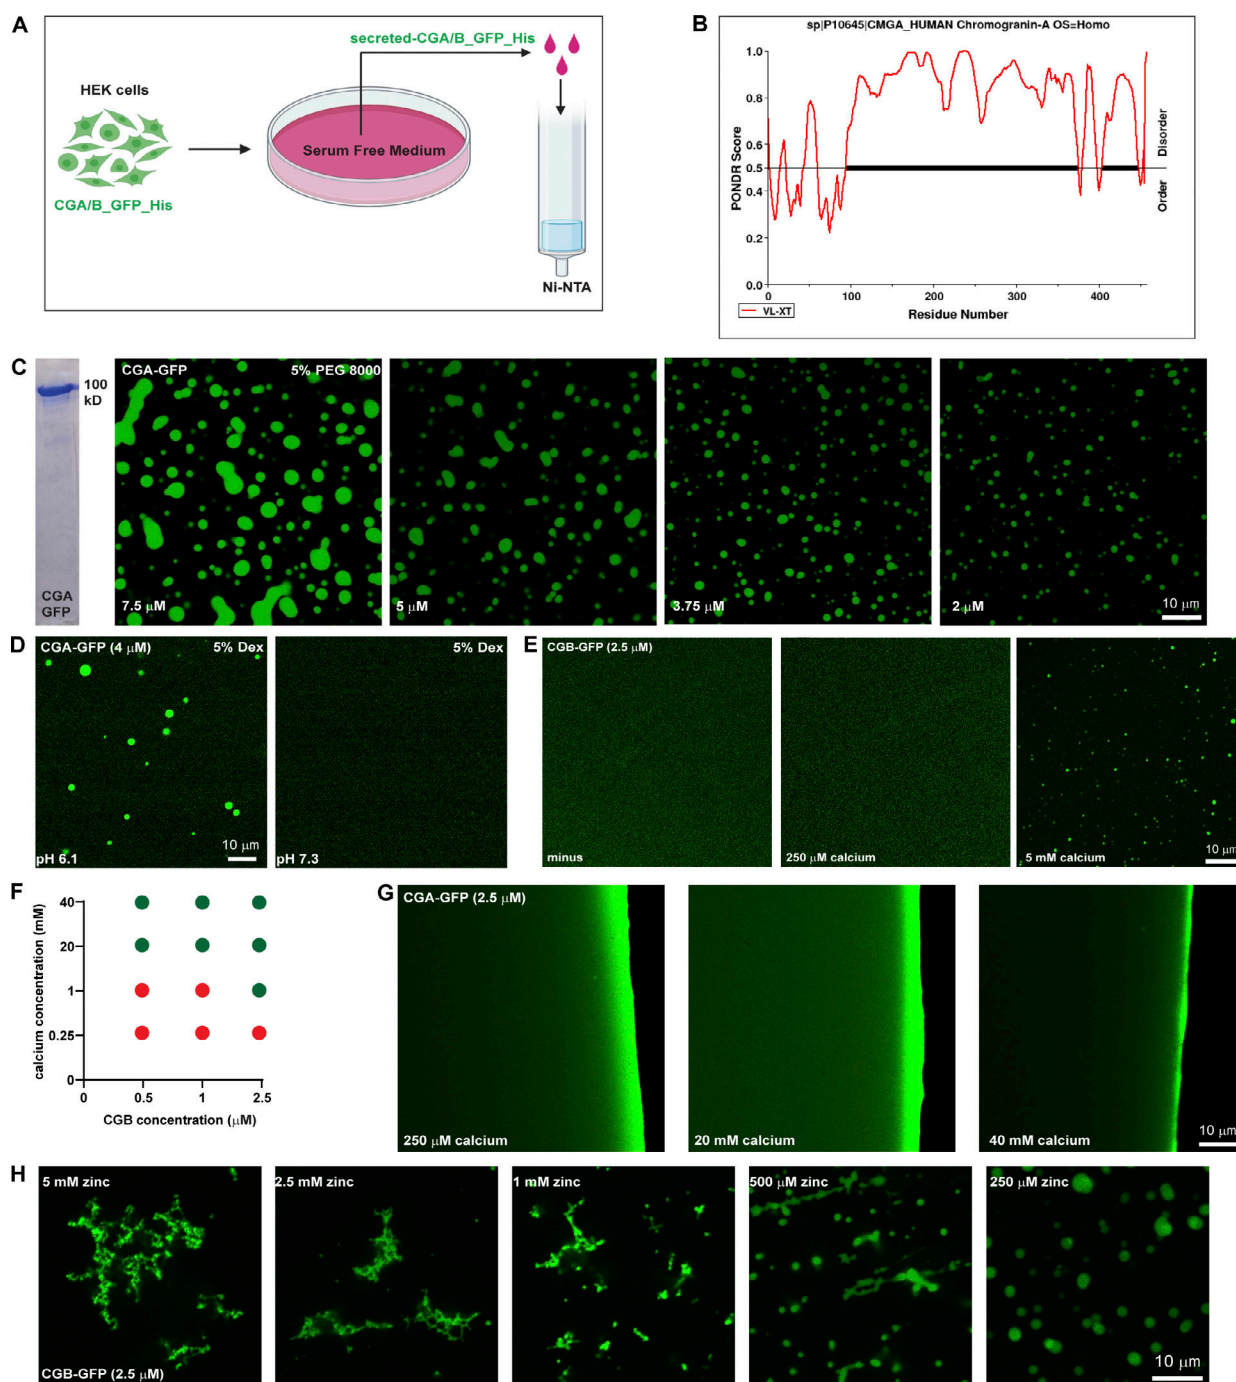 A
secreted-CGA/B_GFP_His
HEK cells
Serum Free Medium
CGA/B_GFP_His
Ni-NTA
B
sp|P10645|CMGA_HUMAN Chromogranin-A OS=Homo
1.0
0.8
0.6
0.5
0.4
0.2
0.0
PONDR Score
Disorder
Order
0
100
200
300
400
Residue Number
VL-XT
C
100
kD
CGA
GFP
CGA-GFP
5% PEG 8000
7.5 μM
5 μM
3.75 μM
2 μM
10 μm
D
CGA-GFP (4 μM)
5% Dex
5% Dex
10 μm
pH 6.1
pH 7.3
E
CGB-GFP (2.5 μM)
minus
250 μM calcium
5 mM calcium
10 μm
F
calcium concentration (mM)
40
20
1
0.25
0
0
0.5
1
2.5
CGB concentration (μM)
G
CGA-GFP (2.5 μM)
250 μM calcium
20 mM calcium
40 mM calcium
10 μm
H
5 mM zinc
2.5 mM zinc
1 mM zinc
500 μM zinc
250 μM zinc
CGB-GFP (2.5 μM)
10 μm